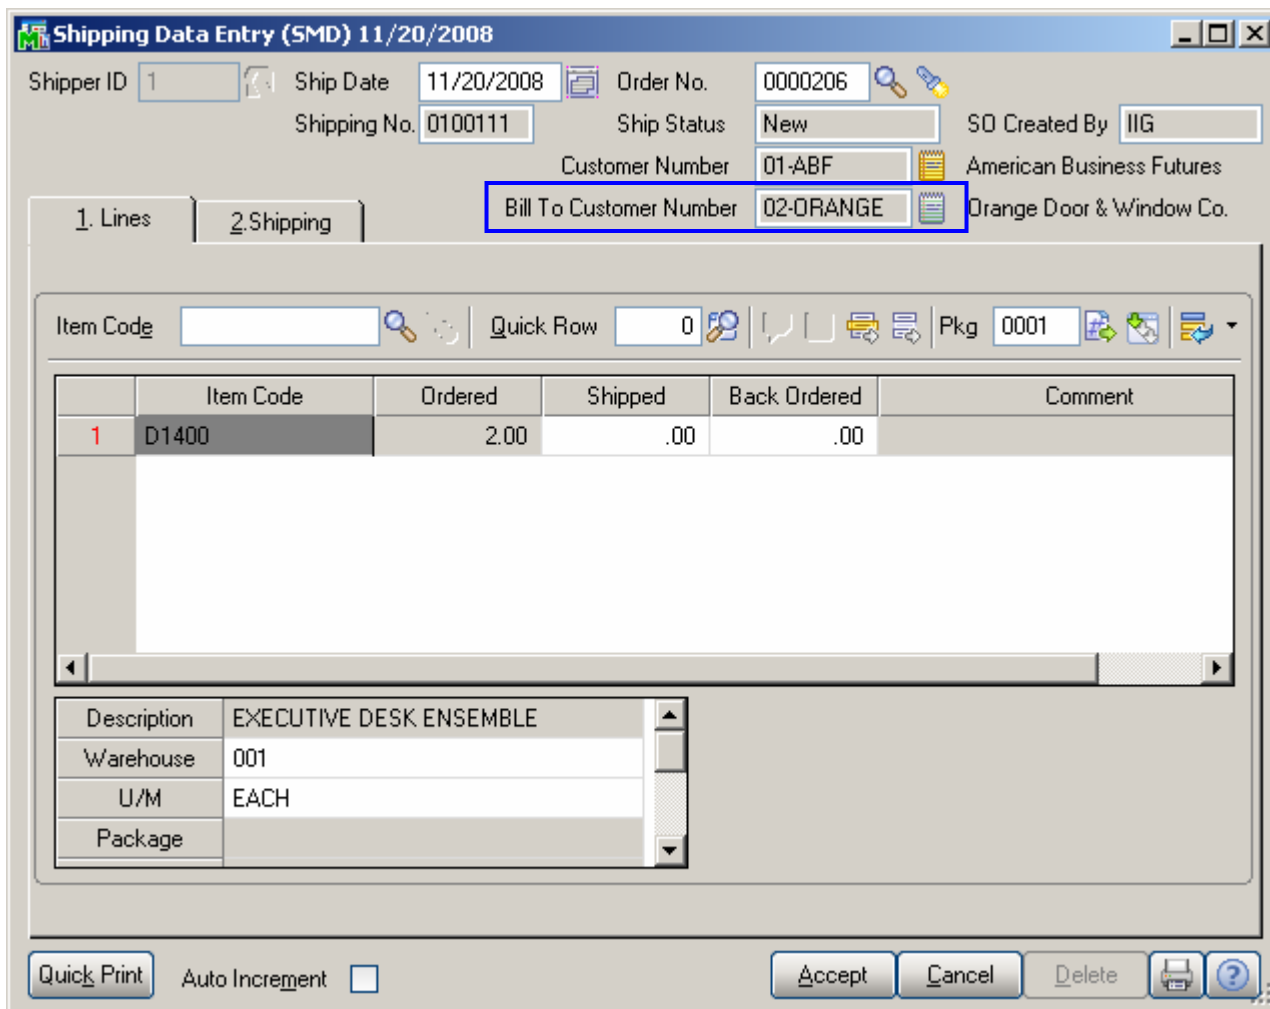 Shipping Data Entry (SMD) 11/20/2008
Shipper ID 1 Ship Date 11/20/2008 Order No. 0000206
Shipping No. 0100111 Ship Status New SO Created By IIG
Customer Number 01-ABF American Business Futures
Bill To Customer Number 02-ORANGE Orange Door & Window Co.
1. Lines 2.Shipping
Item Code Quick Row 0 Pkg 0001
Item Code Ordered Shipped Back Ordered Comment
1 D1400 2.00 .00 .00
Description EXECUTIVE DESK ENSEMBLE
Warehouse 001
U/M EACH
Package
Quick Print Auto Increment Accept Cancel Delete